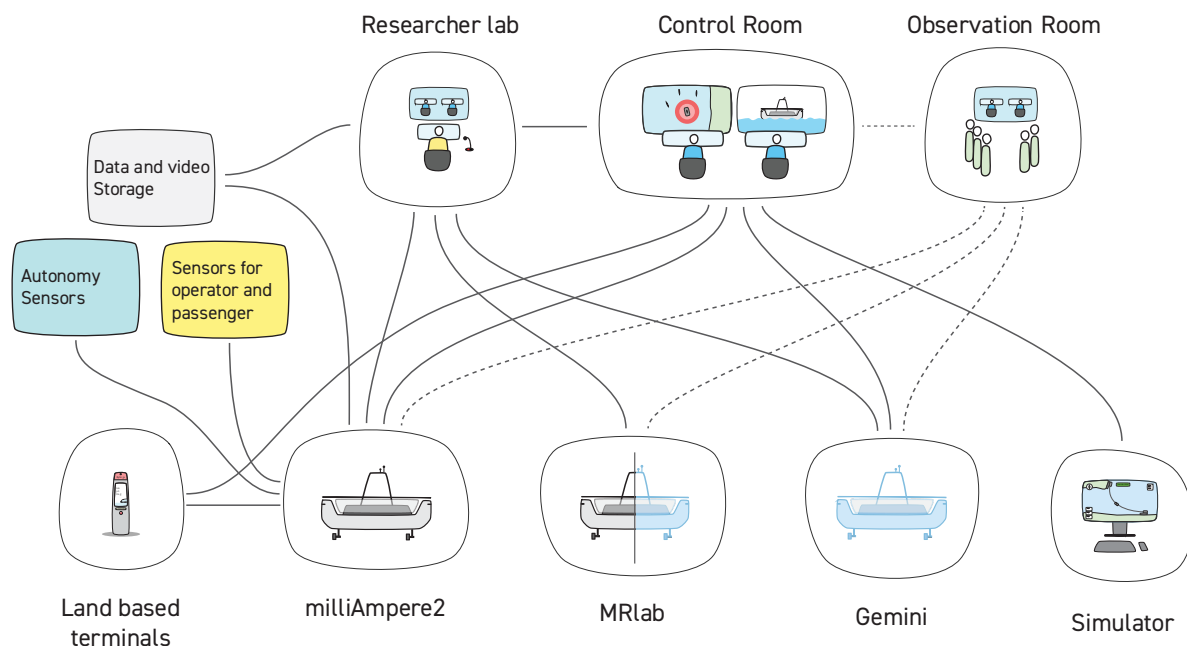 Researcher lab
Control Room
Observation Room
Data and video
Storage
Autonomy
Sensors
Sensors for
operator and
passenger
Land based
terminals
milliAmpere2
MRlab
Gemini
Simulator